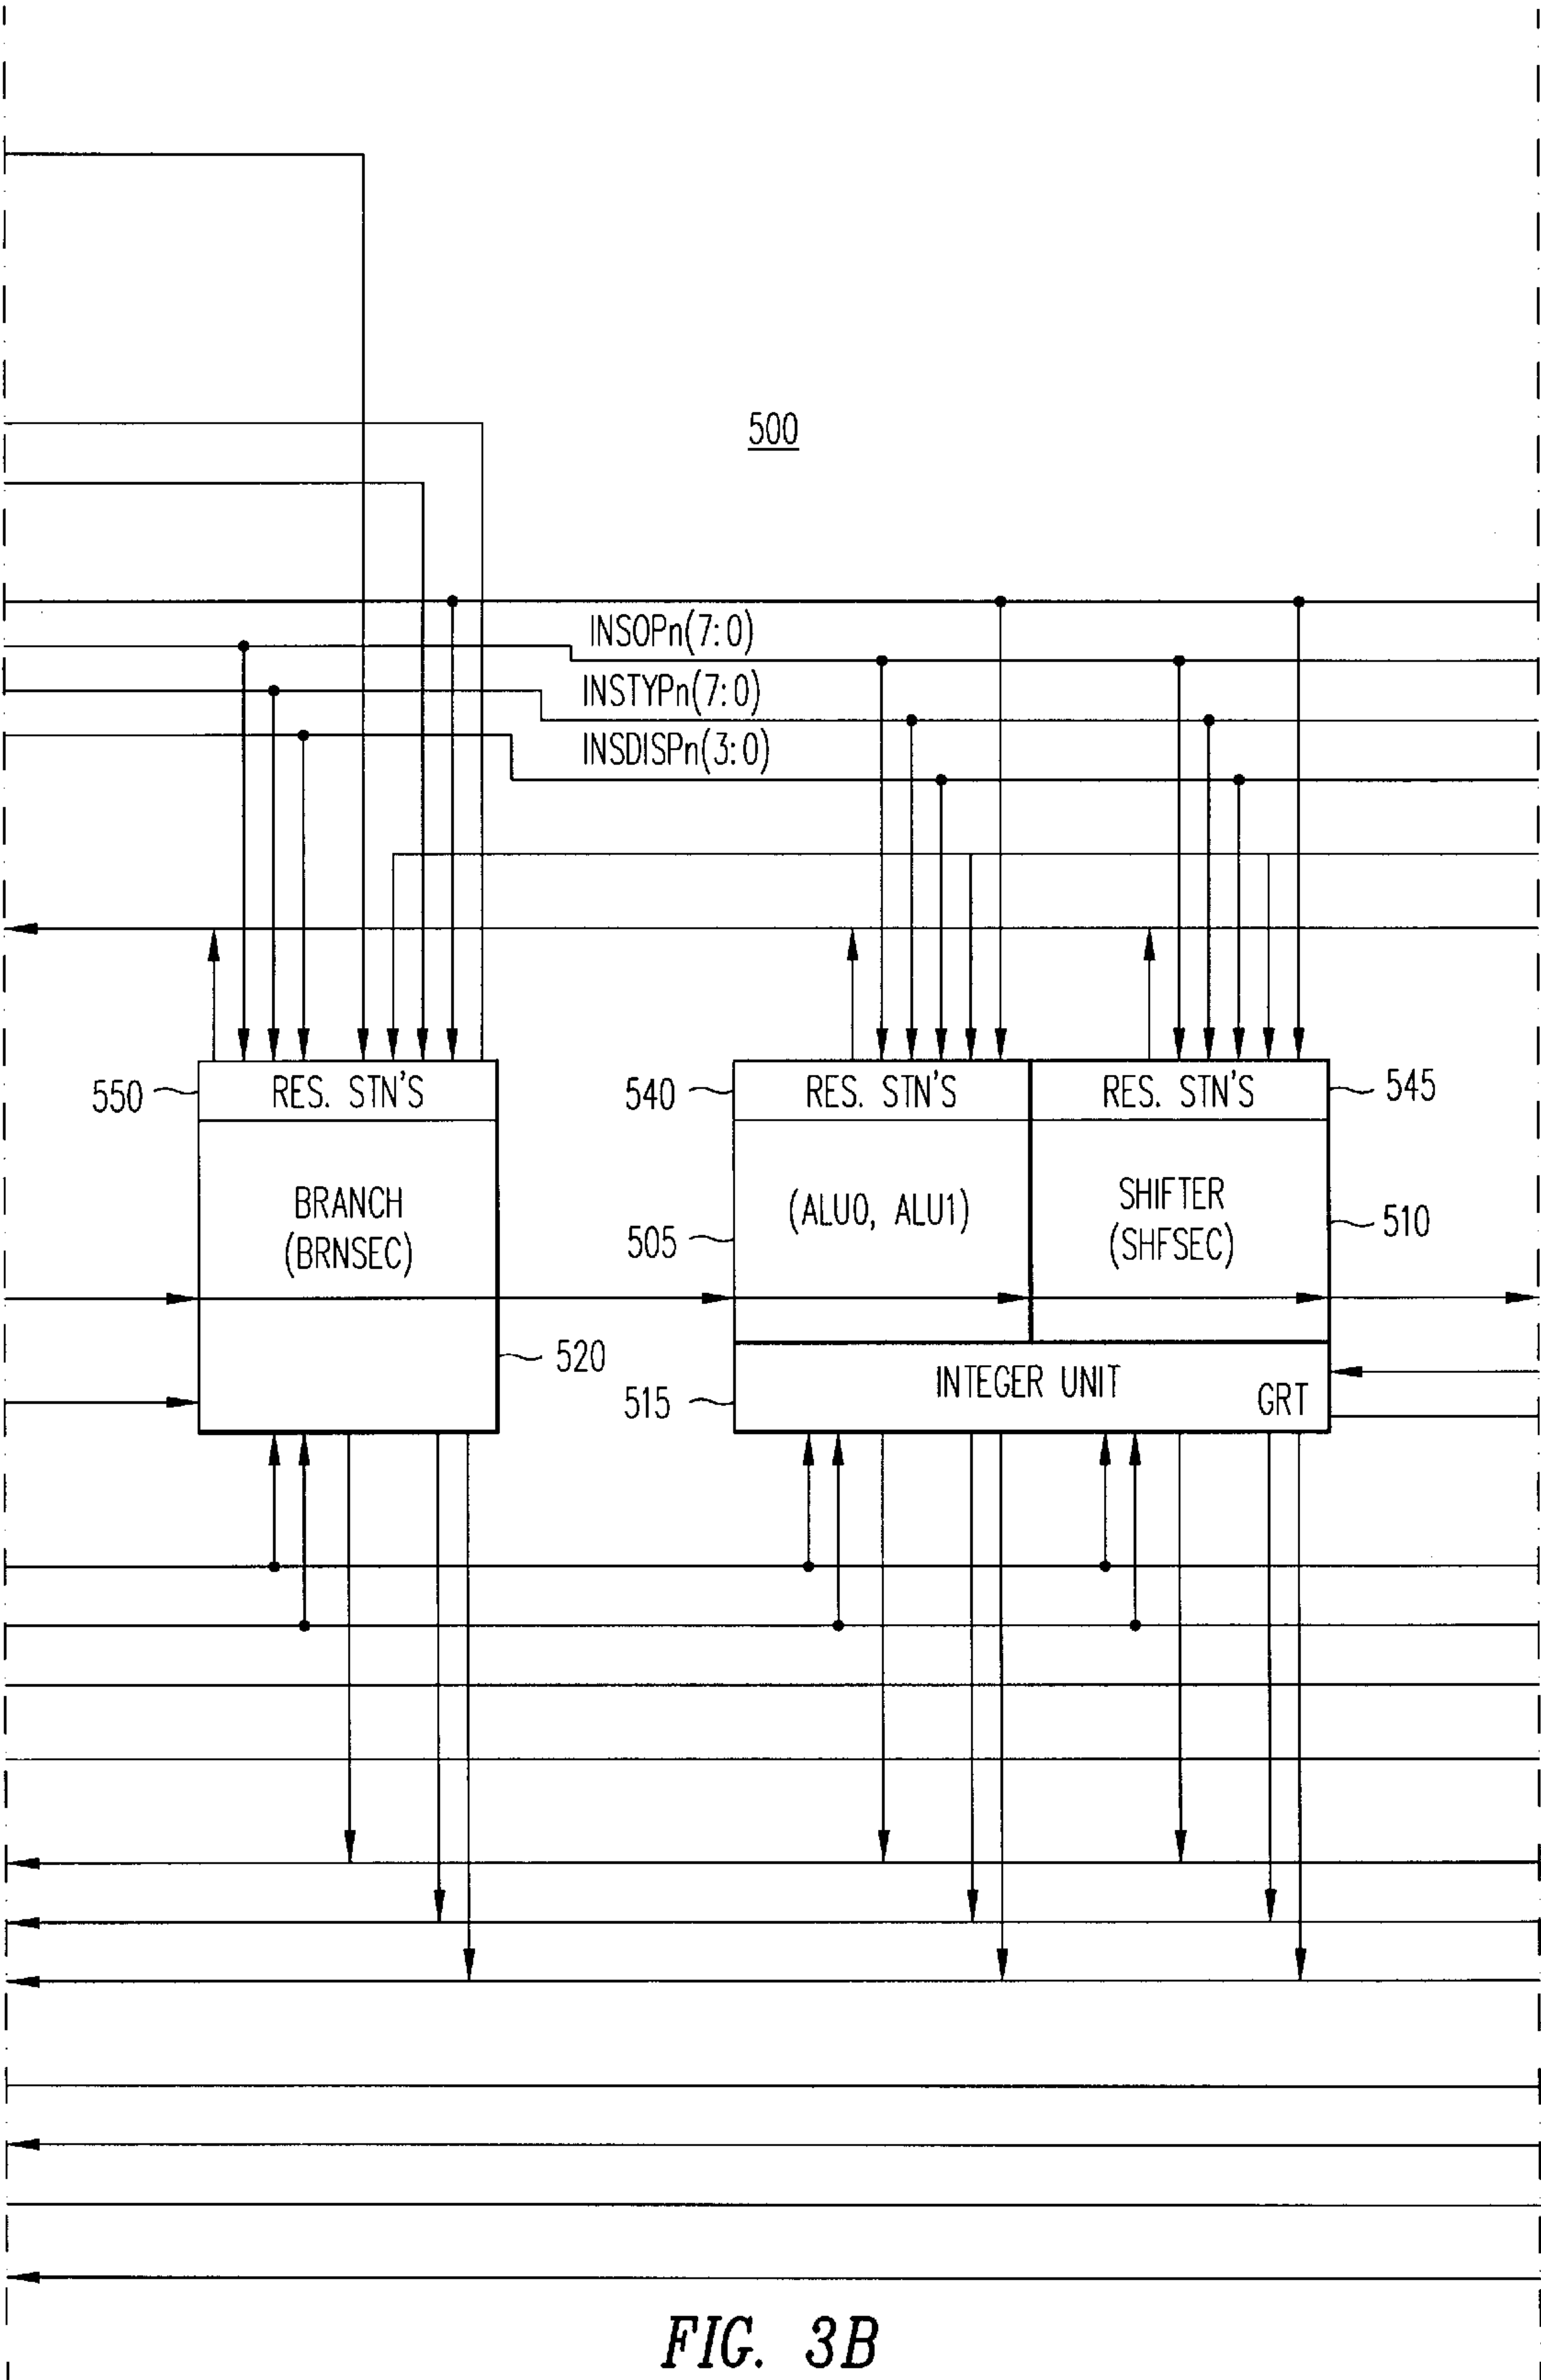 500
INSOPn(7:0)
INSTYPn(7:0)
INSDISPn(3:0)
550
RES. STN'S
540
RES. STN'S
RES. STN'S
545
BRANCH
(BRNSEC)
(ALU0, ALU1)
SHIFTER
(SHFSEC)
505
510
520
INTEGER UNIT
GRT
515
FIG. 3B